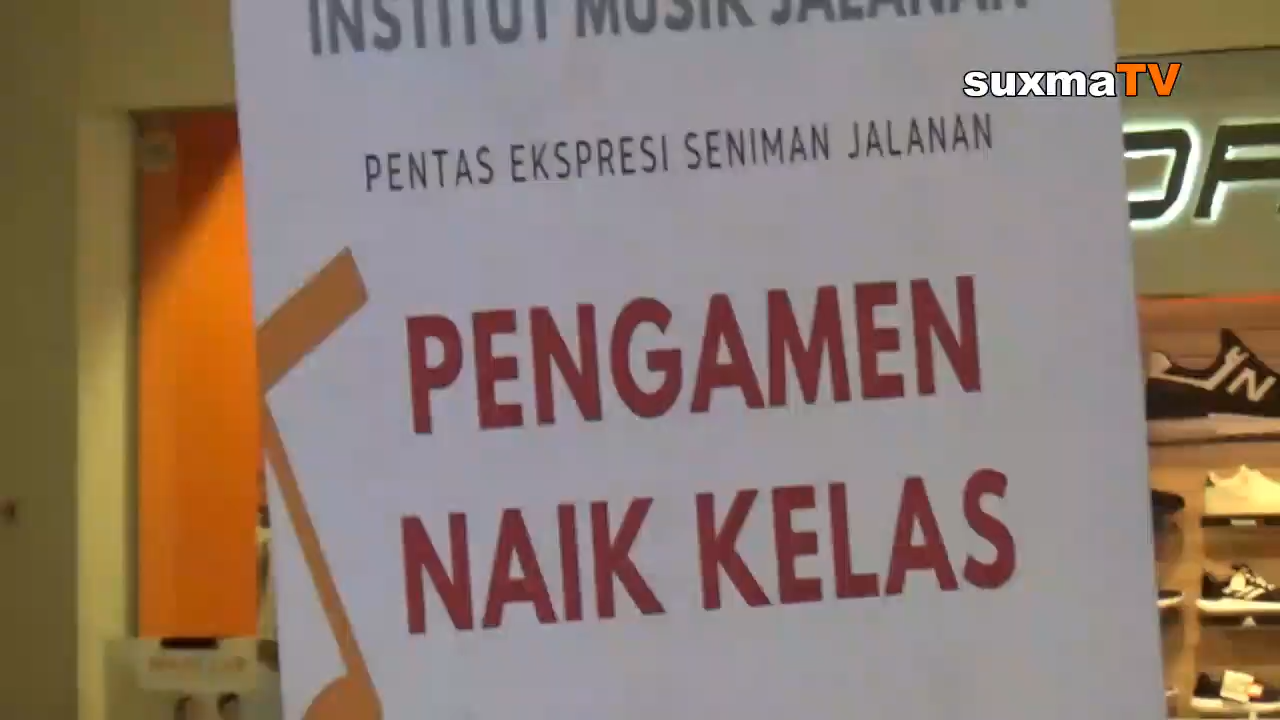 INSTITUT MUSIK JALANAN
suxmaTV
PENTAS EKSPRESI SENIMAN JALANAN
PENGAMEN
NAIK KELAS
N